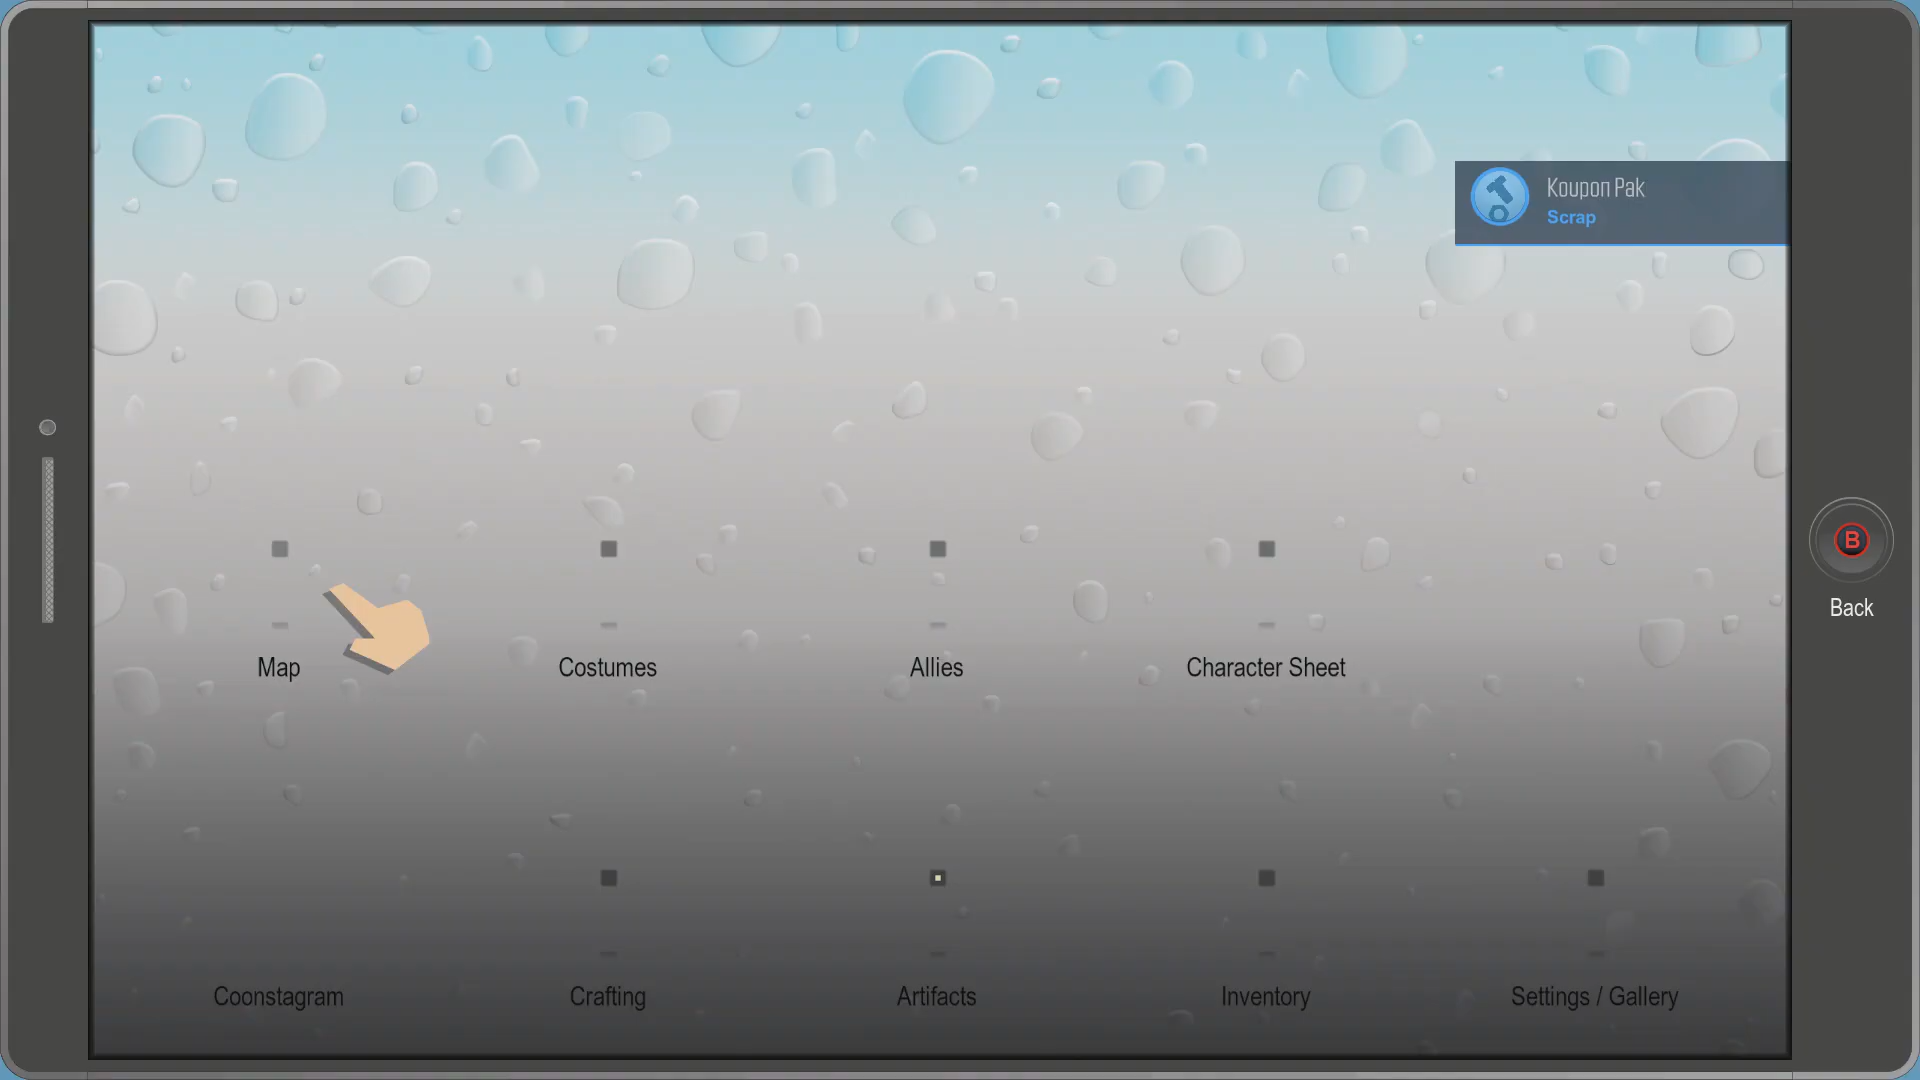 Koupon Pak
Scrap
B
Back
Map
Costumes
Allies
Character Sheet
Coonstagram
Crafting
Artifacts
Inventory
Settings / Gallery